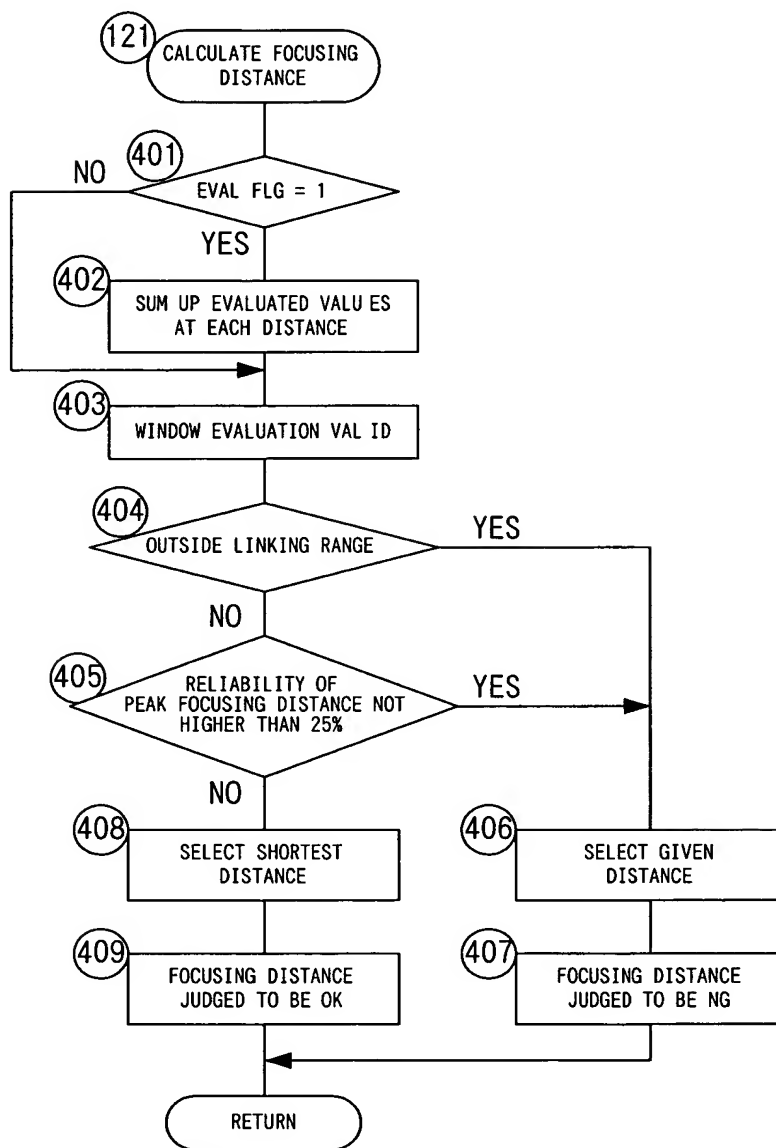 121
CALCULATE FOCUSING
DISTANCE
401
NO
EVAL FLG = 1
YES
402
SUM UP EVALUATED VALU ES
AT EACH DISTANCE
403
WINDOW EVALUATION VAL ID
404
OUTSIDE LINKING RANGE
YES
NO
405
RELIABILITY OF
PEAK FOCUSING DISTANCE NOT
HIGHER THAN 25%
YES
NO
408
SELECT SHORTEST
DISTANCE
406
SELECT GIVEN
DISTANCE
409
FOCUSING DISTANCE
JUDGED TO BE OK
407
FOCUSING DISTANCE
JUDGED TO BE NG
RETURN